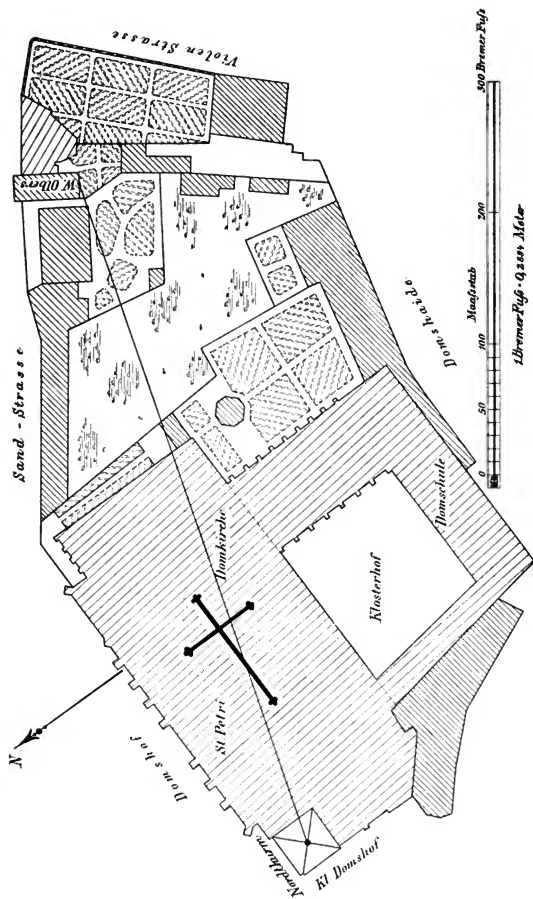 Violen Strasse
W. Olbers
Sand - Strasse
Domshaide
Domkirche
St Petri
Klosterhof
Domschule
N
Domshof
Nordthurm
Kl Domshof
Maafsstab
0 50 100 200 300 Bremer Fufs
1 Bremer Fufs = 0,2894 Meter